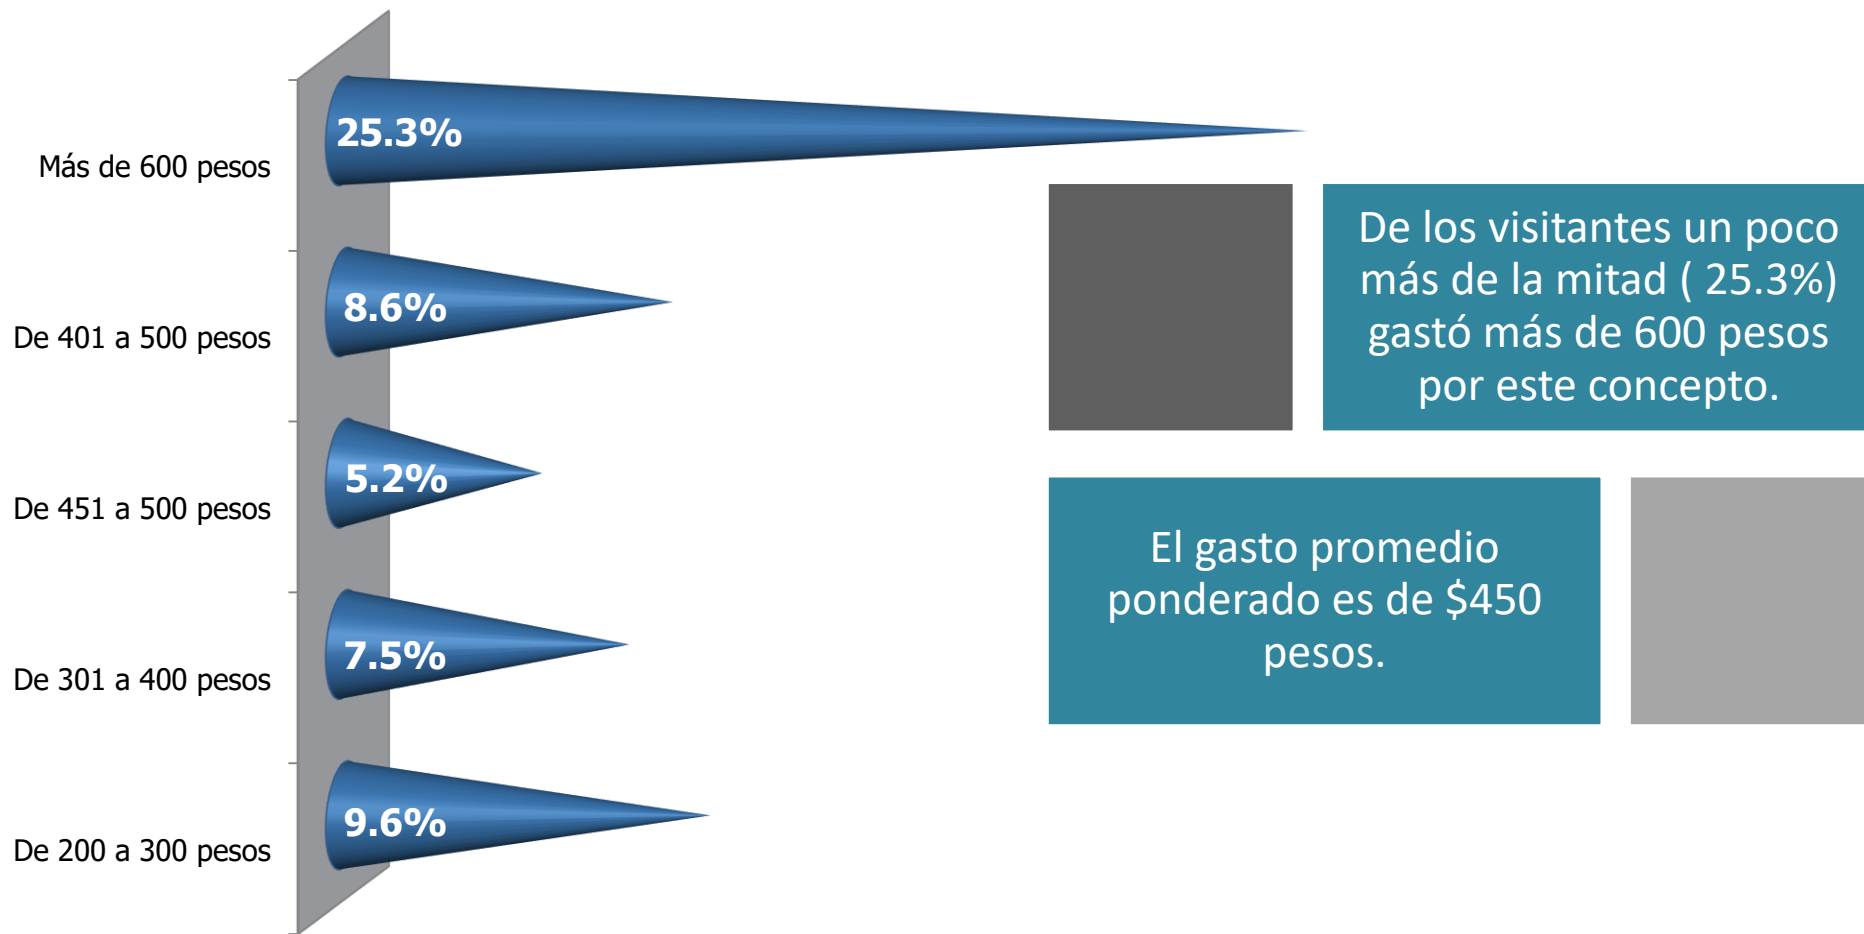 25.3%
Más de 600 pesos
8.6%
De 401 a 500 pesos
5.2%
De 451 a 500 pesos
7.5%
De 301 a 400 pesos
9.6%
De 200 a 300 pesos
De los visitantes un poco
más de la mitad ( 25.3%)
gastó más de 600 pesos
por este concepto.
El gasto promedio
ponderado es de $450
pesos.